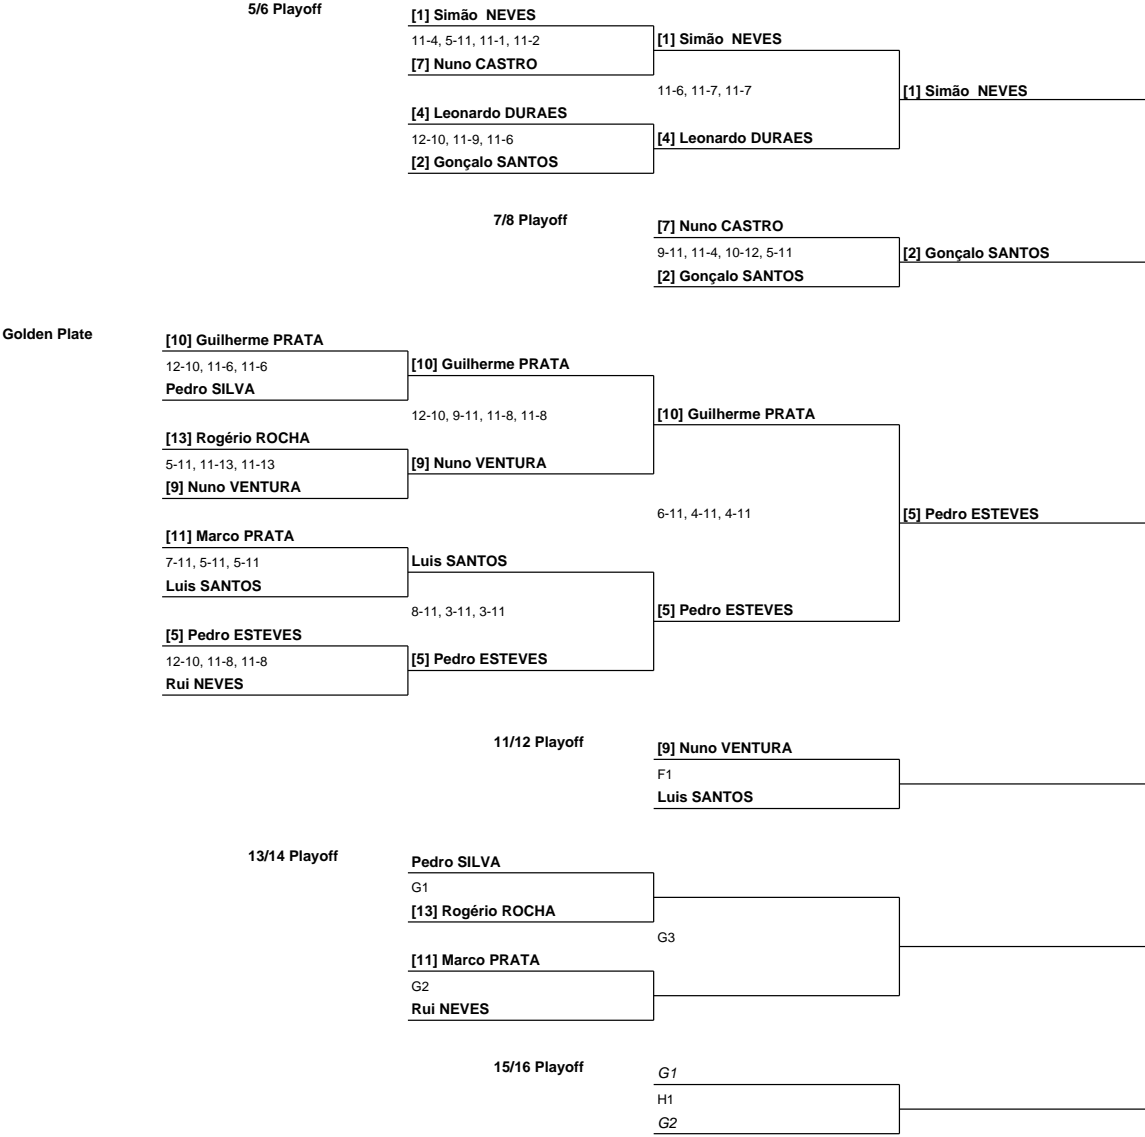 5/6 Playoff
[1] Simão  NEVES
11-4, 5-11, 11-1, 11-2
[7] Nuno CASTRO
[1] Simão  NEVES
11-6, 11-7, 11-7
[1] Simão  NEVES
[4] Leonardo DURAES
12-10, 11-9, 11-6
[2] Gonçalo SANTOS
[4] Leonardo DURAES
7/8 Playoff
[7] Nuno CASTRO
9-11, 11-4, 10-12, 5-11
[2] Gonçalo SANTOS
[2] Gonçalo SANTOS
Golden Plate
[10] Guilherme PRATA
12-10, 11-6, 11-6
Pedro SILVA
[10] Guilherme PRATA
12-10, 9-11, 11-8, 11-8
[10] Guilherme PRATA
[13] Rogério ROCHA
5-11, 11-13, 11-13
[9] Nuno VENTURA
[9] Nuno VENTURA
6-11, 4-11, 4-11
[5] Pedro ESTEVES
[11] Marco PRATA
7-11, 5-11, 5-11
Luis SANTOS
Luis SANTOS
8-11, 3-11, 3-11
[5] Pedro ESTEVES
[5] Pedro ESTEVES
12-10, 11-8, 11-8
Rui NEVES
[5] Pedro ESTEVES
11/12 Playoff
[9] Nuno VENTURA
F1
Luis SANTOS
13/14 Playoff
Pedro SILVA
G1
[13] Rogério ROCHA
G3
[11] Marco PRATA
G2
Rui NEVES
15/16 Playoff
G1
H1
G2